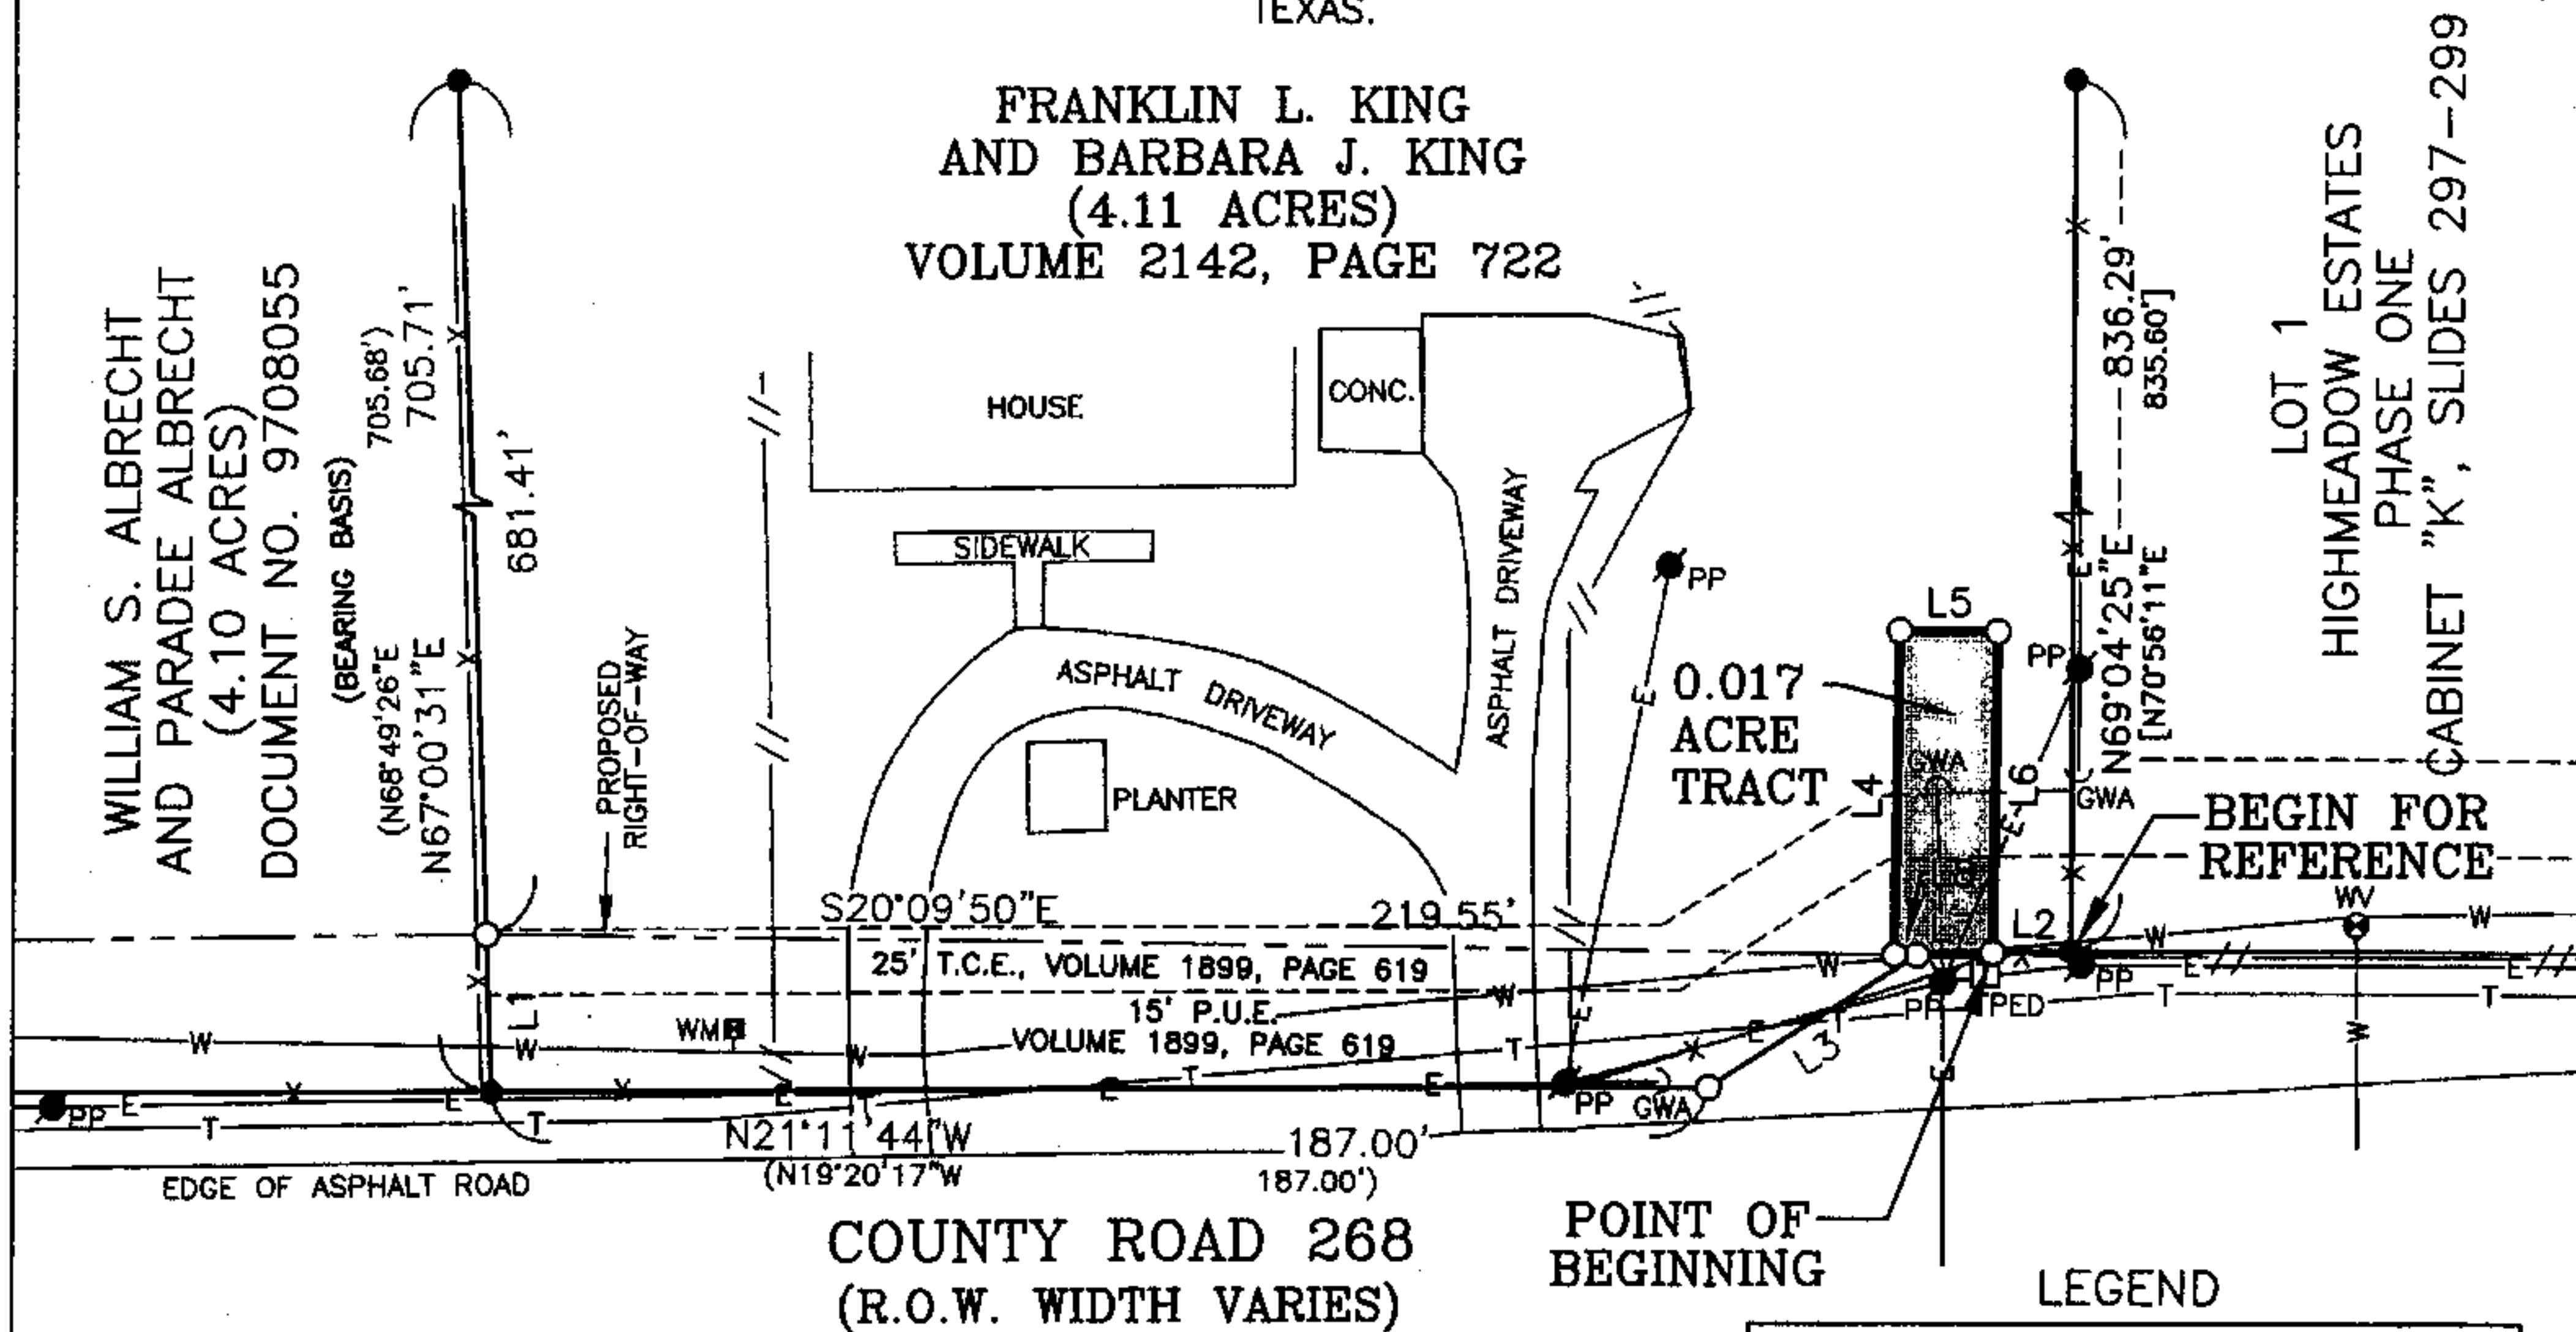 TEXAS.
FRANKLIN L. KING
AND BARBARA J. KING
(4.11 ACRES)
VOLUME 2142, PAGE 722
WILLIAM S. ALBRECHT
AND PARADEE ALBRECHT
(4.10 ACRES)
DOCUMENT NO. 9708055
(BEARING BASIS)
(N68°49'26"E 705.68')
N67°00'31"E 705.71'
681.41'
PROPOSED
RIGHT-OF-WAY
HOUSE
CONC.
SIDEWALK
ASPHALT DRIVEWAY
ASPHALT DRIVEWAY
PLANTER
PP
E
0.017
ACRE
TRACT
L5
L4
GWA
L6
E
PP
E
GWA
N69°04'25"E 836.29'
[N70°56'11"E 835.60']
LOT 1
HIGHMEADOW ESTATES
PHASE ONE
CABINET "K", SLIDES 297-299
BEGIN FOR
REFERENCE
WV
W
W
L2
W
S20°09'50"E 219.55'
25' T.C.E., VOLUME 1899, PAGE 619
W
W
15' P.U.E.
VOLUME 1899, PAGE 619
L1
WM
W
W
W
T
T
E
T
L3
PP
TPED
PP
E
E
T
T
W
E
E
PP
E
T
E
T
E
T
E
E
PP
GWA
N21°11'44"W 187.00'
(N19°20'17"W 187.00')
EDGE OF ASPHALT ROAD
COUNTY ROAD 268
(R.O.W. WIDTH VARIES)
POINT OF
BEGINNING
LEGEND